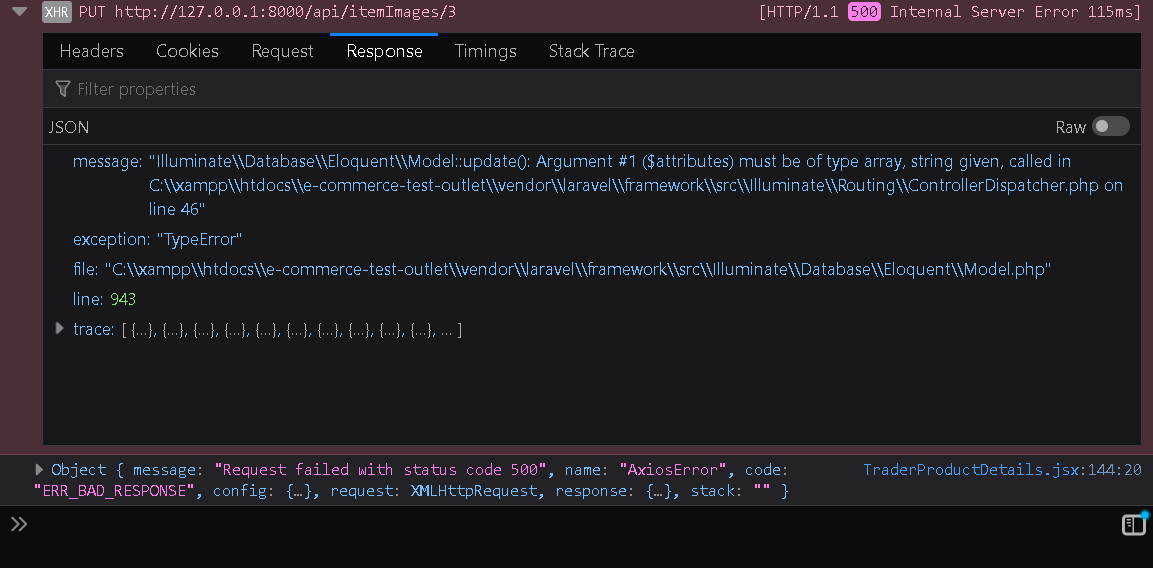 XHR PUT http://127.0.0.1:8000/api/itemImages/3 [HTTP/1.1 500 Internal Server Error 115ms]
Headers Cookies Request Response Timings Stack Trace
Filter properties
JSON Raw
message: "Illuminate\\Database\\Eloquent\\Model::update(): Argument #1 ($attributes) must be of type array, string given, called in
C:\\xampp\\htdocs\\e-commerce-test-outlet\\vendor\\laravel\\framework\\src\\Illuminate\\Routing\\ControllerDispatcher.php on
line 46"
exception: "TypeError"
file: "C:\\xampp\\htdocs\\e-commerce-test-outlet\\vendor\\laravel\\framework\\src\\Illuminate\\Database\\Eloquent\\Model.php"
line: 943
trace: [ {…}, {…}, {…}, {…}, {…}, {…}, {…}, {…}, {…}, {…}, … ]
Object { message: "Request failed with status code 500", name: "AxiosError", code: TraderProductDetails.jsx:144:20
"ERR_BAD_RESPONSE", config: {…}, request: XMLHttpRequest, response: {…}, stack: "" }